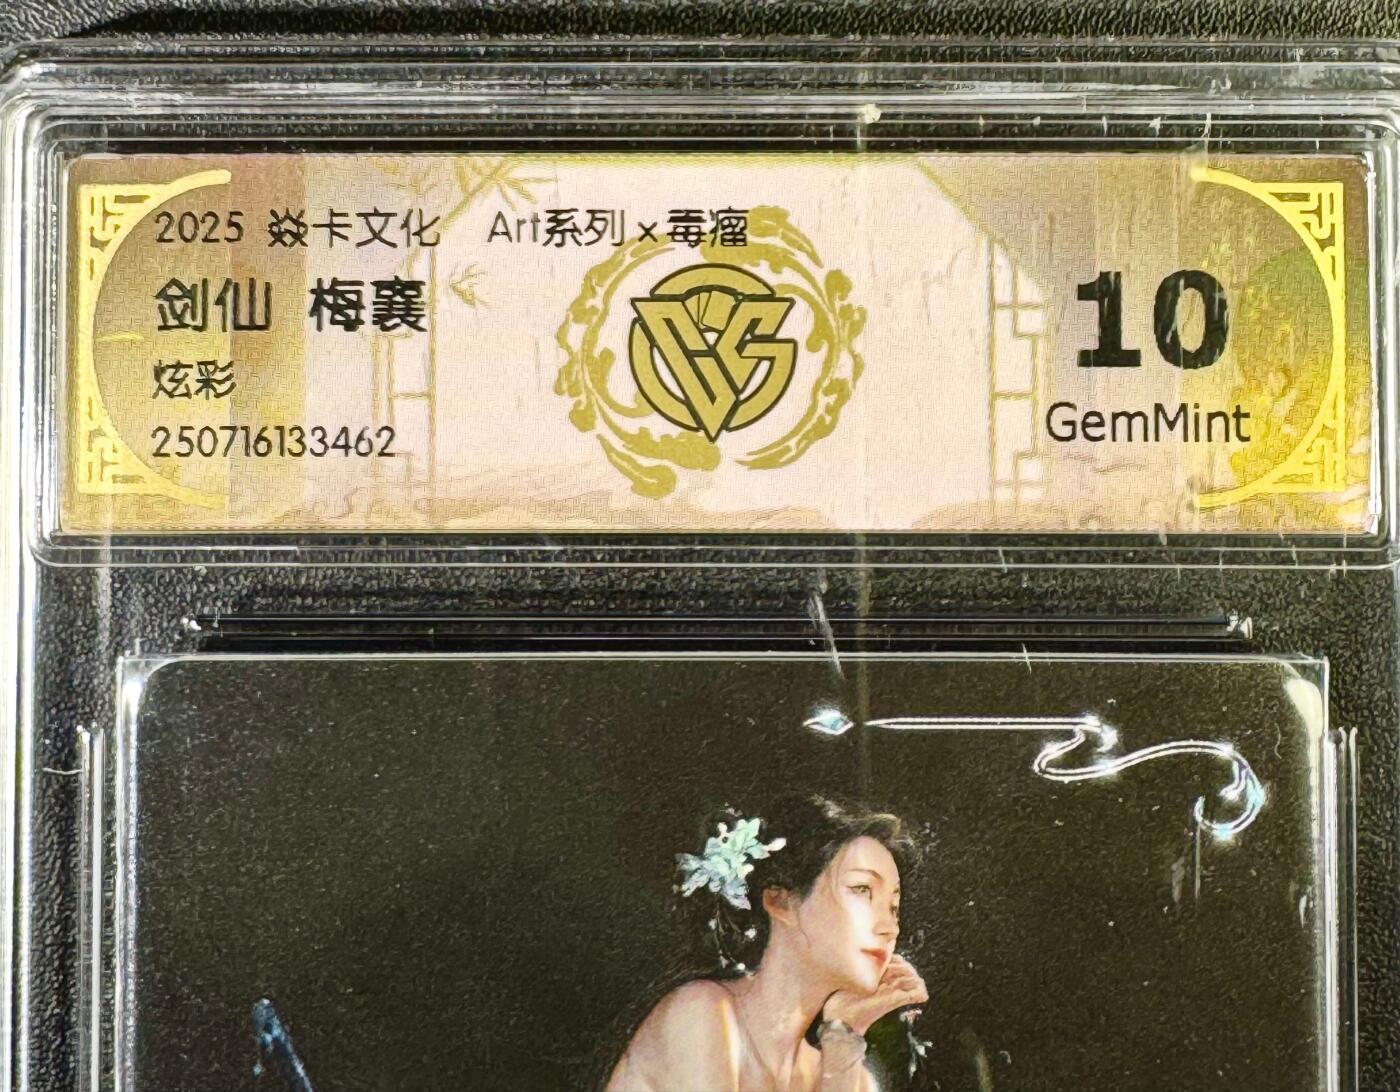 2025 焱卡文化 Art系列×毒瘤
剑仙 梅襄
炫彩
250716133462
10
GemMint